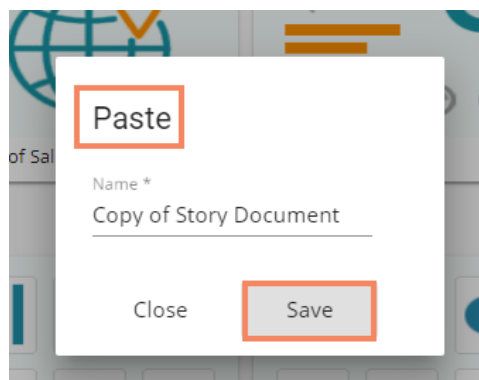 of Sal
Paste
Name *
Copy of Story Document
Close Save